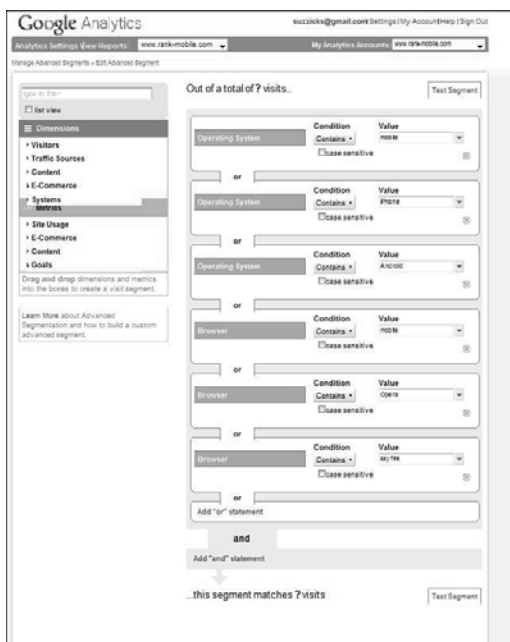 Google Analytics
suzzicks@gmail.com Settings | My Account Help | Sign Out
Analytics Settings View Reports: www.rank-mobile.com
My Analytics Accounts: www.rank-mobile.com
Manage Advanced Segments » Edit Advanced Segment
type to filter
list view
Dimensions
Visitors
Traffic Sources
Content
E-Commerce
Systems
Metrics
Site Usage
E-Commerce
Content
Goals
Drag and drop dimensions and metrics
into the boxes to create a visit segment.
Learn More about Advanced
Segmentation and how to build a custom
advanced segment.
Out of a total of ? visits...
Test Segment
Condition Value
Operating System Contains mobile
case sensitive
or
Condition Value
Operating System Contains iPhone
case sensitive
or
Condition Value
Operating System Contains Android
case sensitive
or
Condition Value
Browser Contains mobile
case sensitive
or
Condition Value
Browser Contains Opera
case sensitive
or
Condition Value
Browser Contains skyfire
case sensitive
or
Add "or" statement
and
Add "and" statement
...this segment matches ? visits
Test Segment